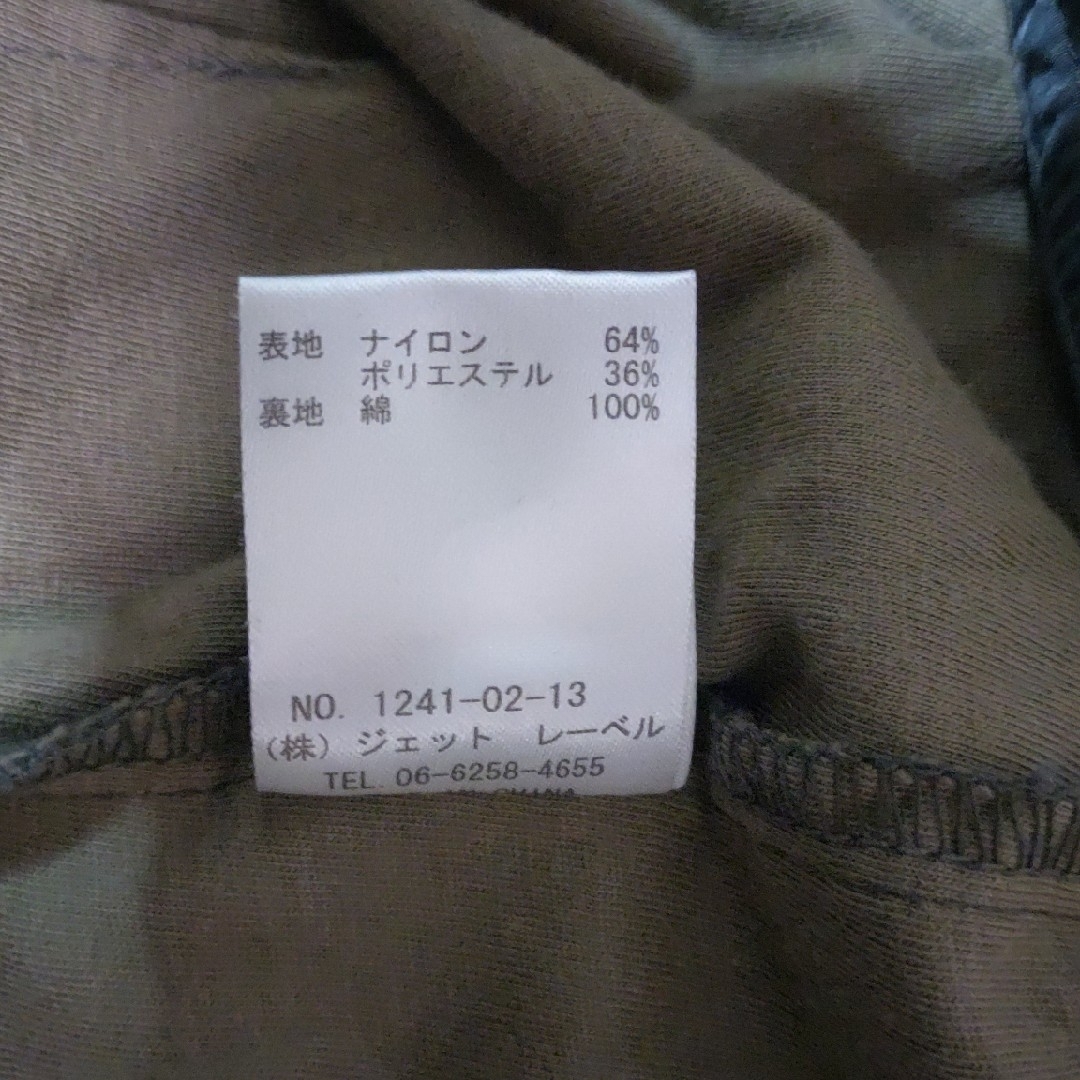 表地 ナイロン 64%
ポリエステル 36%
裏地 綿 100%
NO. 1241-02-13
(株) ジェット レーベル
TEL. 06-6258-4655